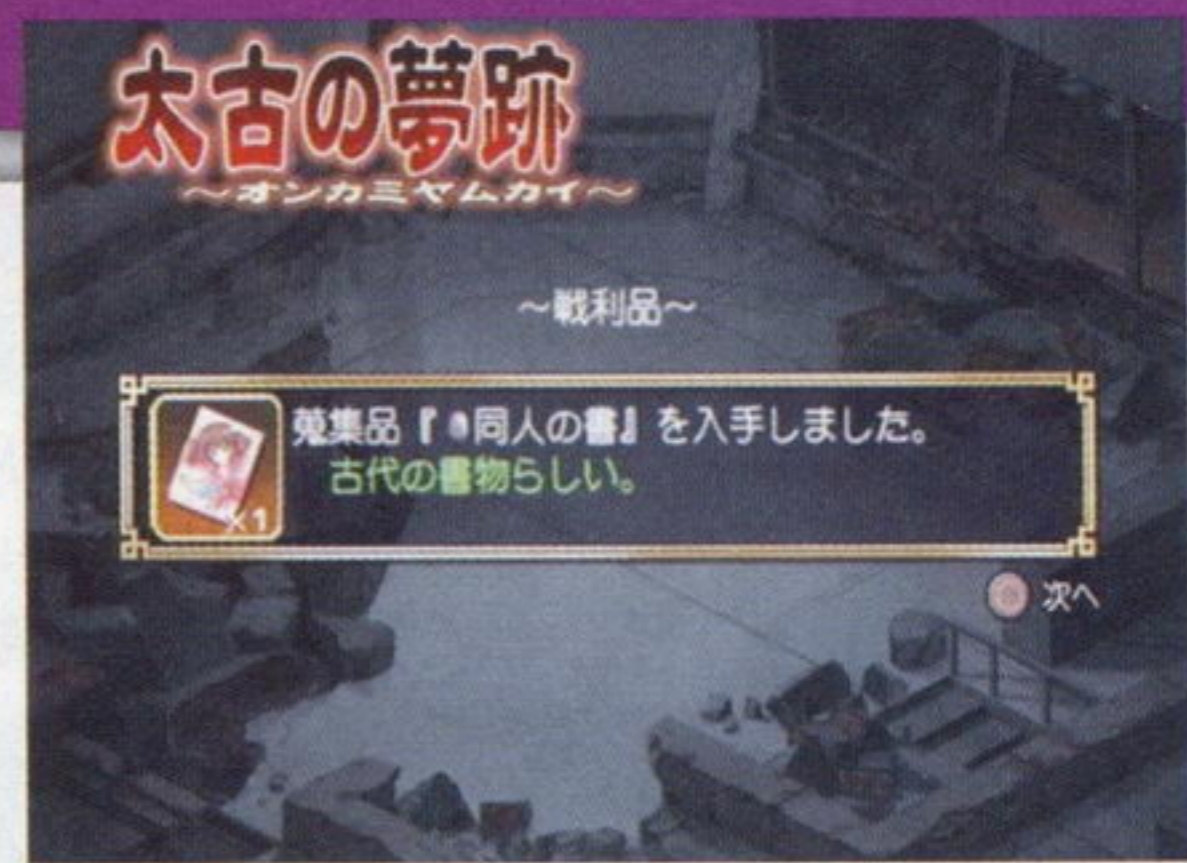 太古の夢跡
～オンカミヤムカイ～
～戦利品～
蒐集品『●同人の書』を入手しました。
古代の書物らしい。
×1
次へ